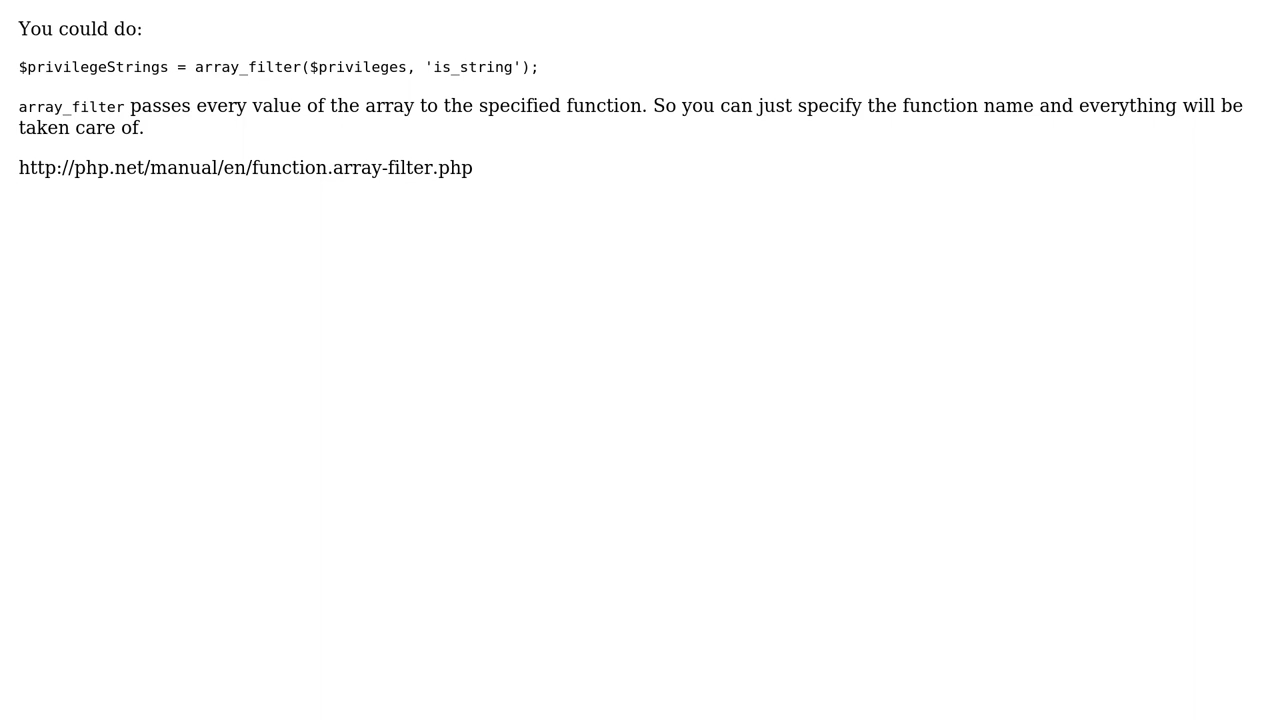 You could do:
$privilegeStrings = array_filter($privileges, 'is_string');
array_filter passes every value of the array to the specified function. So you can just specify the function name and everything will be
taken care of.
http://php.net/manual/en/function.array-filter.php